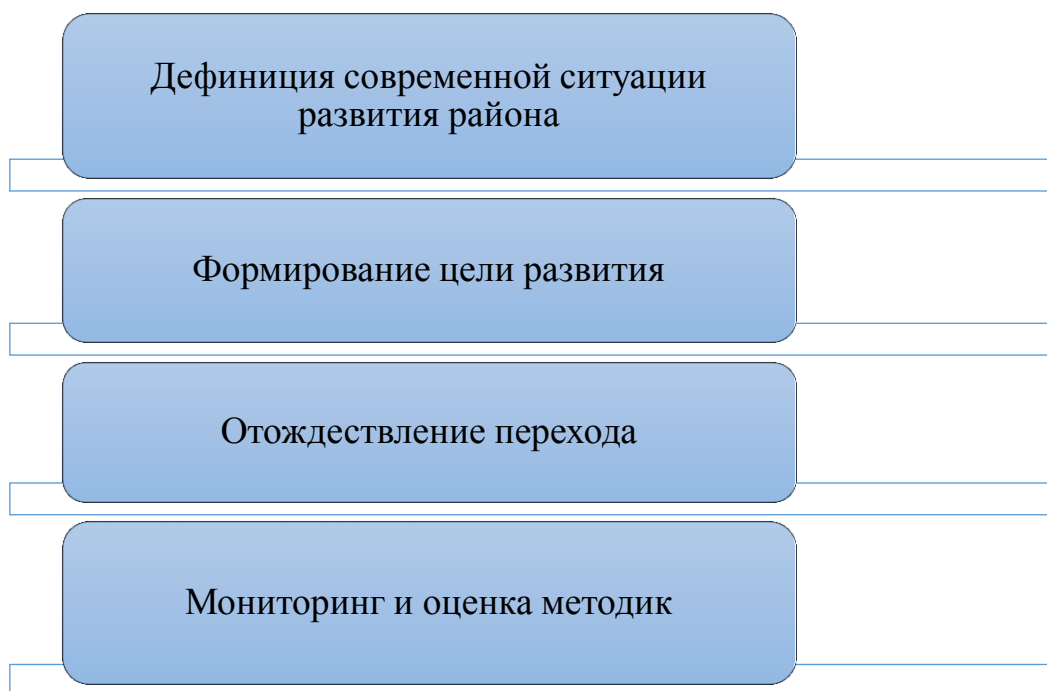 Дефиниция современной ситуации
развития района
Формирование цели развития
Отождествление перехода
Мониторинг и оценка методик